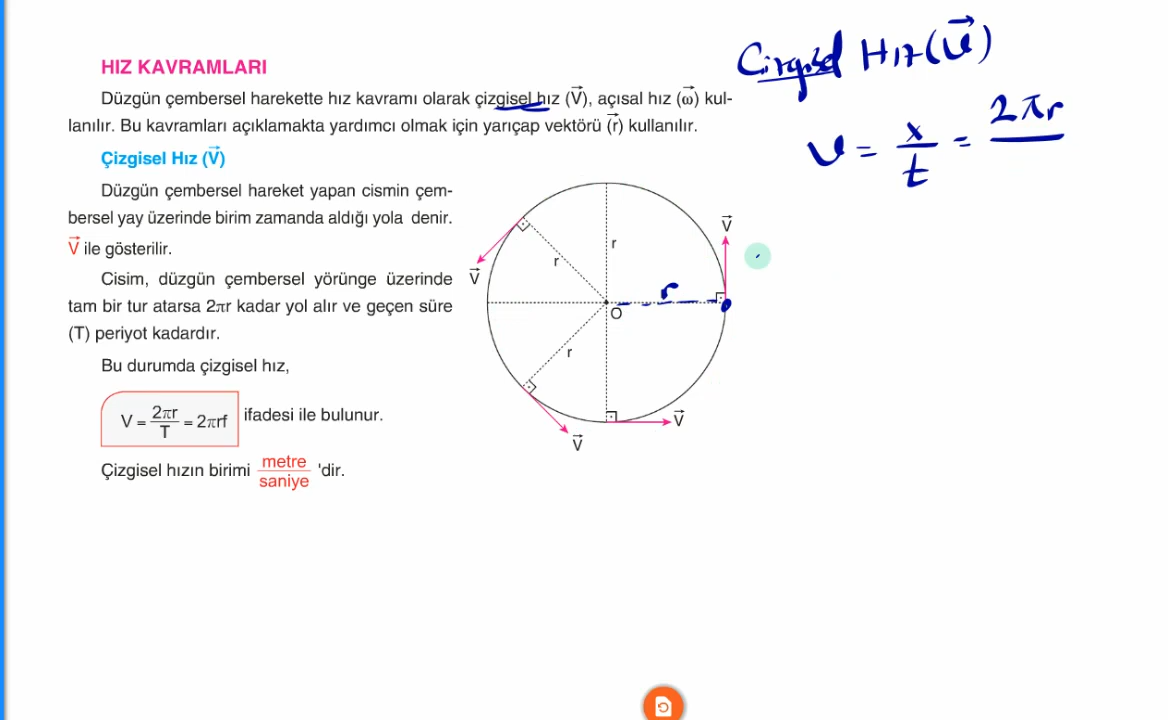 HIZ KAVRAMLARI
Düzgün çembersel harekette hız kavramı olarak çizgisel hız (V⃗), açısal hız (ω⃗) kul-
lanılır. Bu kavramları açıklamakta yardımcı olmak için yarıçap vektörü (r⃗) kullanılır.
Çizgisel Hız (V⃗)
Düzgün çembersel hareket yapan cismin çem-
bersel yay üzerinde birim zamanda aldığı yola denir.
V⃗ ile gösterilir.
Cisim, düzgün çembersel yörünge üzerinde
tam bir tur atarsa 2πr kadar yol alır ve geçen süre
(T) periyot kadardır.
Bu durumda çizgisel hız,
V = 2πr/T = 2πrf ifadesi ile bulunur.
Çizgisel hızın birimi metre/saniye 'dir.
r
r
r
r
O
V⃗
V⃗
V⃗
V⃗
Çizgisel Hız (v⃗)
v = x/t = 2πr